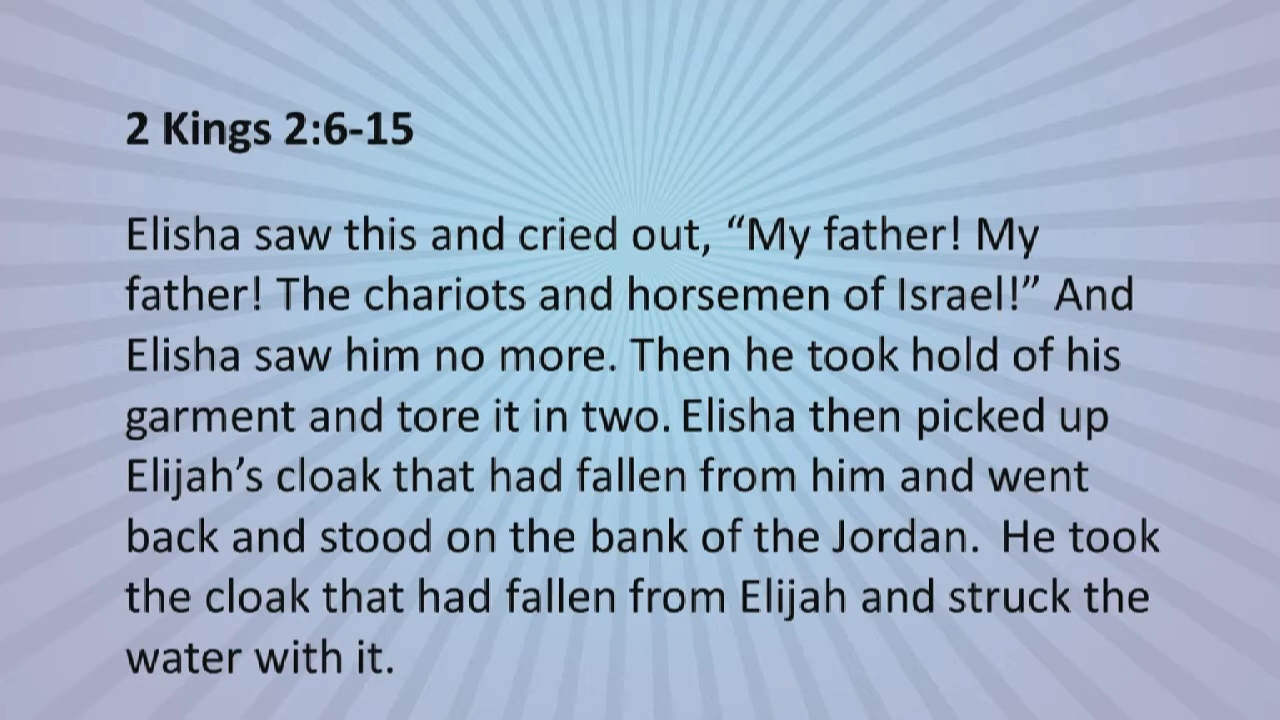 2 Kings 2:6-15
Elisha saw this and cried out, “My father! My
father! The chariots and horsemen of Israel!” And
Elisha saw him no more. Then he took hold of his
garment and tore it in two. Elisha then picked up
Elijah’s cloak that had fallen from him and went
back and stood on the bank of the Jordan.  He took
the cloak that had fallen from Elijah and struck the
water with it.